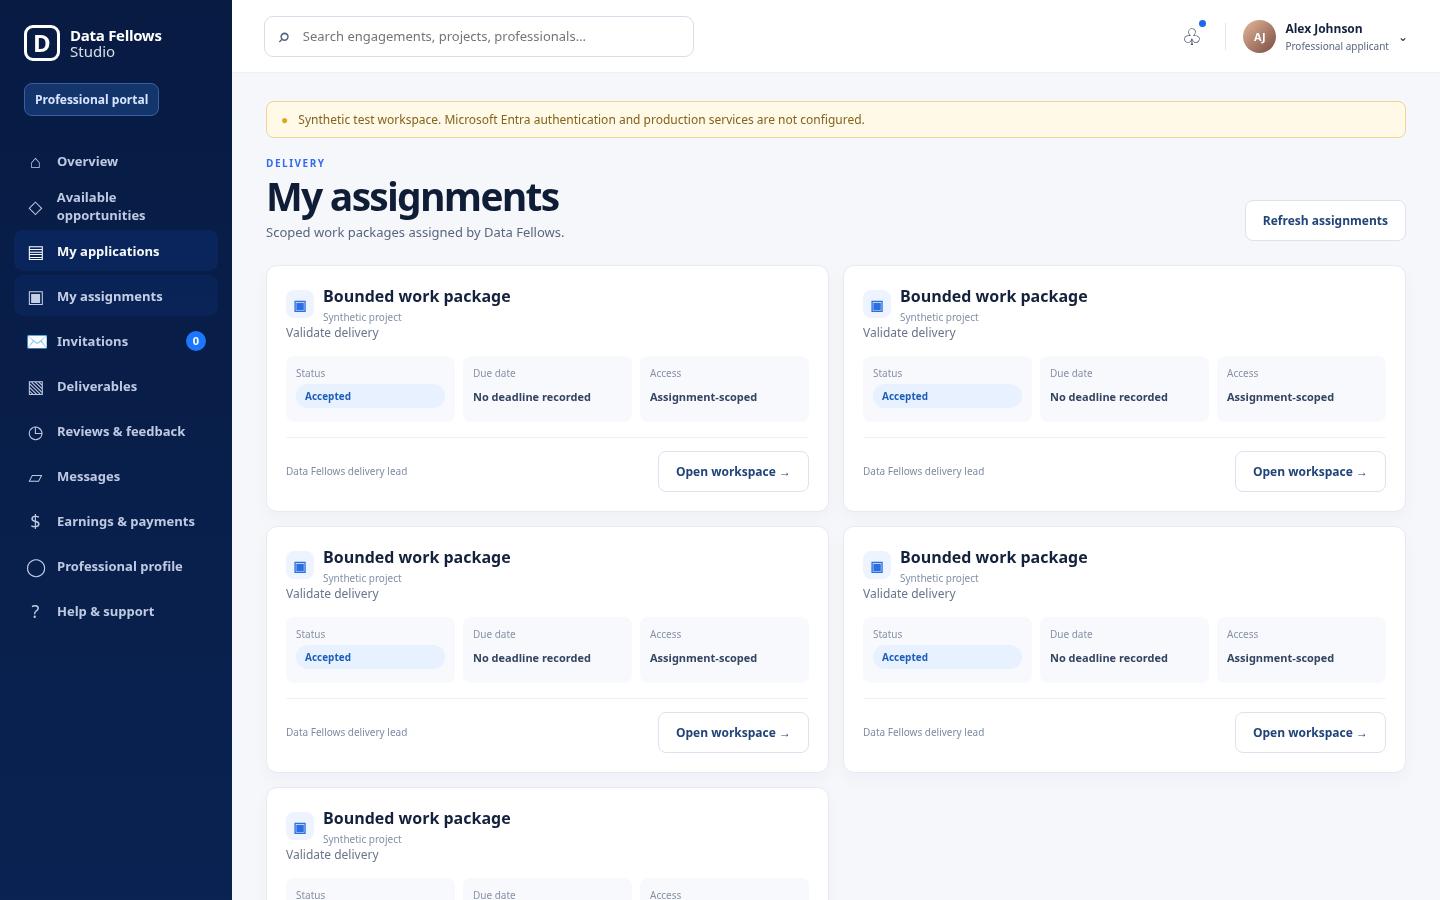 D
Data Fellows
Studio
Professional portal
Overview
Available
opportunities
My applications
My assignments
Invitations 0
Deliverables
Reviews & feedback
Messages
$ Earnings & payments
Professional profile
? Help & support
Search engagements, projects, professionals...
AJ
Alex Johnson
Professional applicant
Synthetic test workspace. Microsoft Entra authentication and production services are not configured.
DELIVERY
My assignments
Scoped work packages assigned by Data Fellows.
Refresh assignments
Bounded work package
Synthetic project
Validate delivery
Status Due date Access
Accepted No deadline recorded Assignment-scoped
Data Fellows delivery lead Open workspace →
Bounded work package
Synthetic project
Validate delivery
Status Due date Access
Accepted No deadline recorded Assignment-scoped
Data Fellows delivery lead Open workspace →
Bounded work package
Synthetic project
Validate delivery
Status Due date Access
Accepted No deadline recorded Assignment-scoped
Data Fellows delivery lead Open workspace →
Bounded work package
Synthetic project
Validate delivery
Status Due date Access
Accepted No deadline recorded Assignment-scoped
Data Fellows delivery lead Open workspace →
Bounded work package
Synthetic project
Validate delivery
Status Due date Access